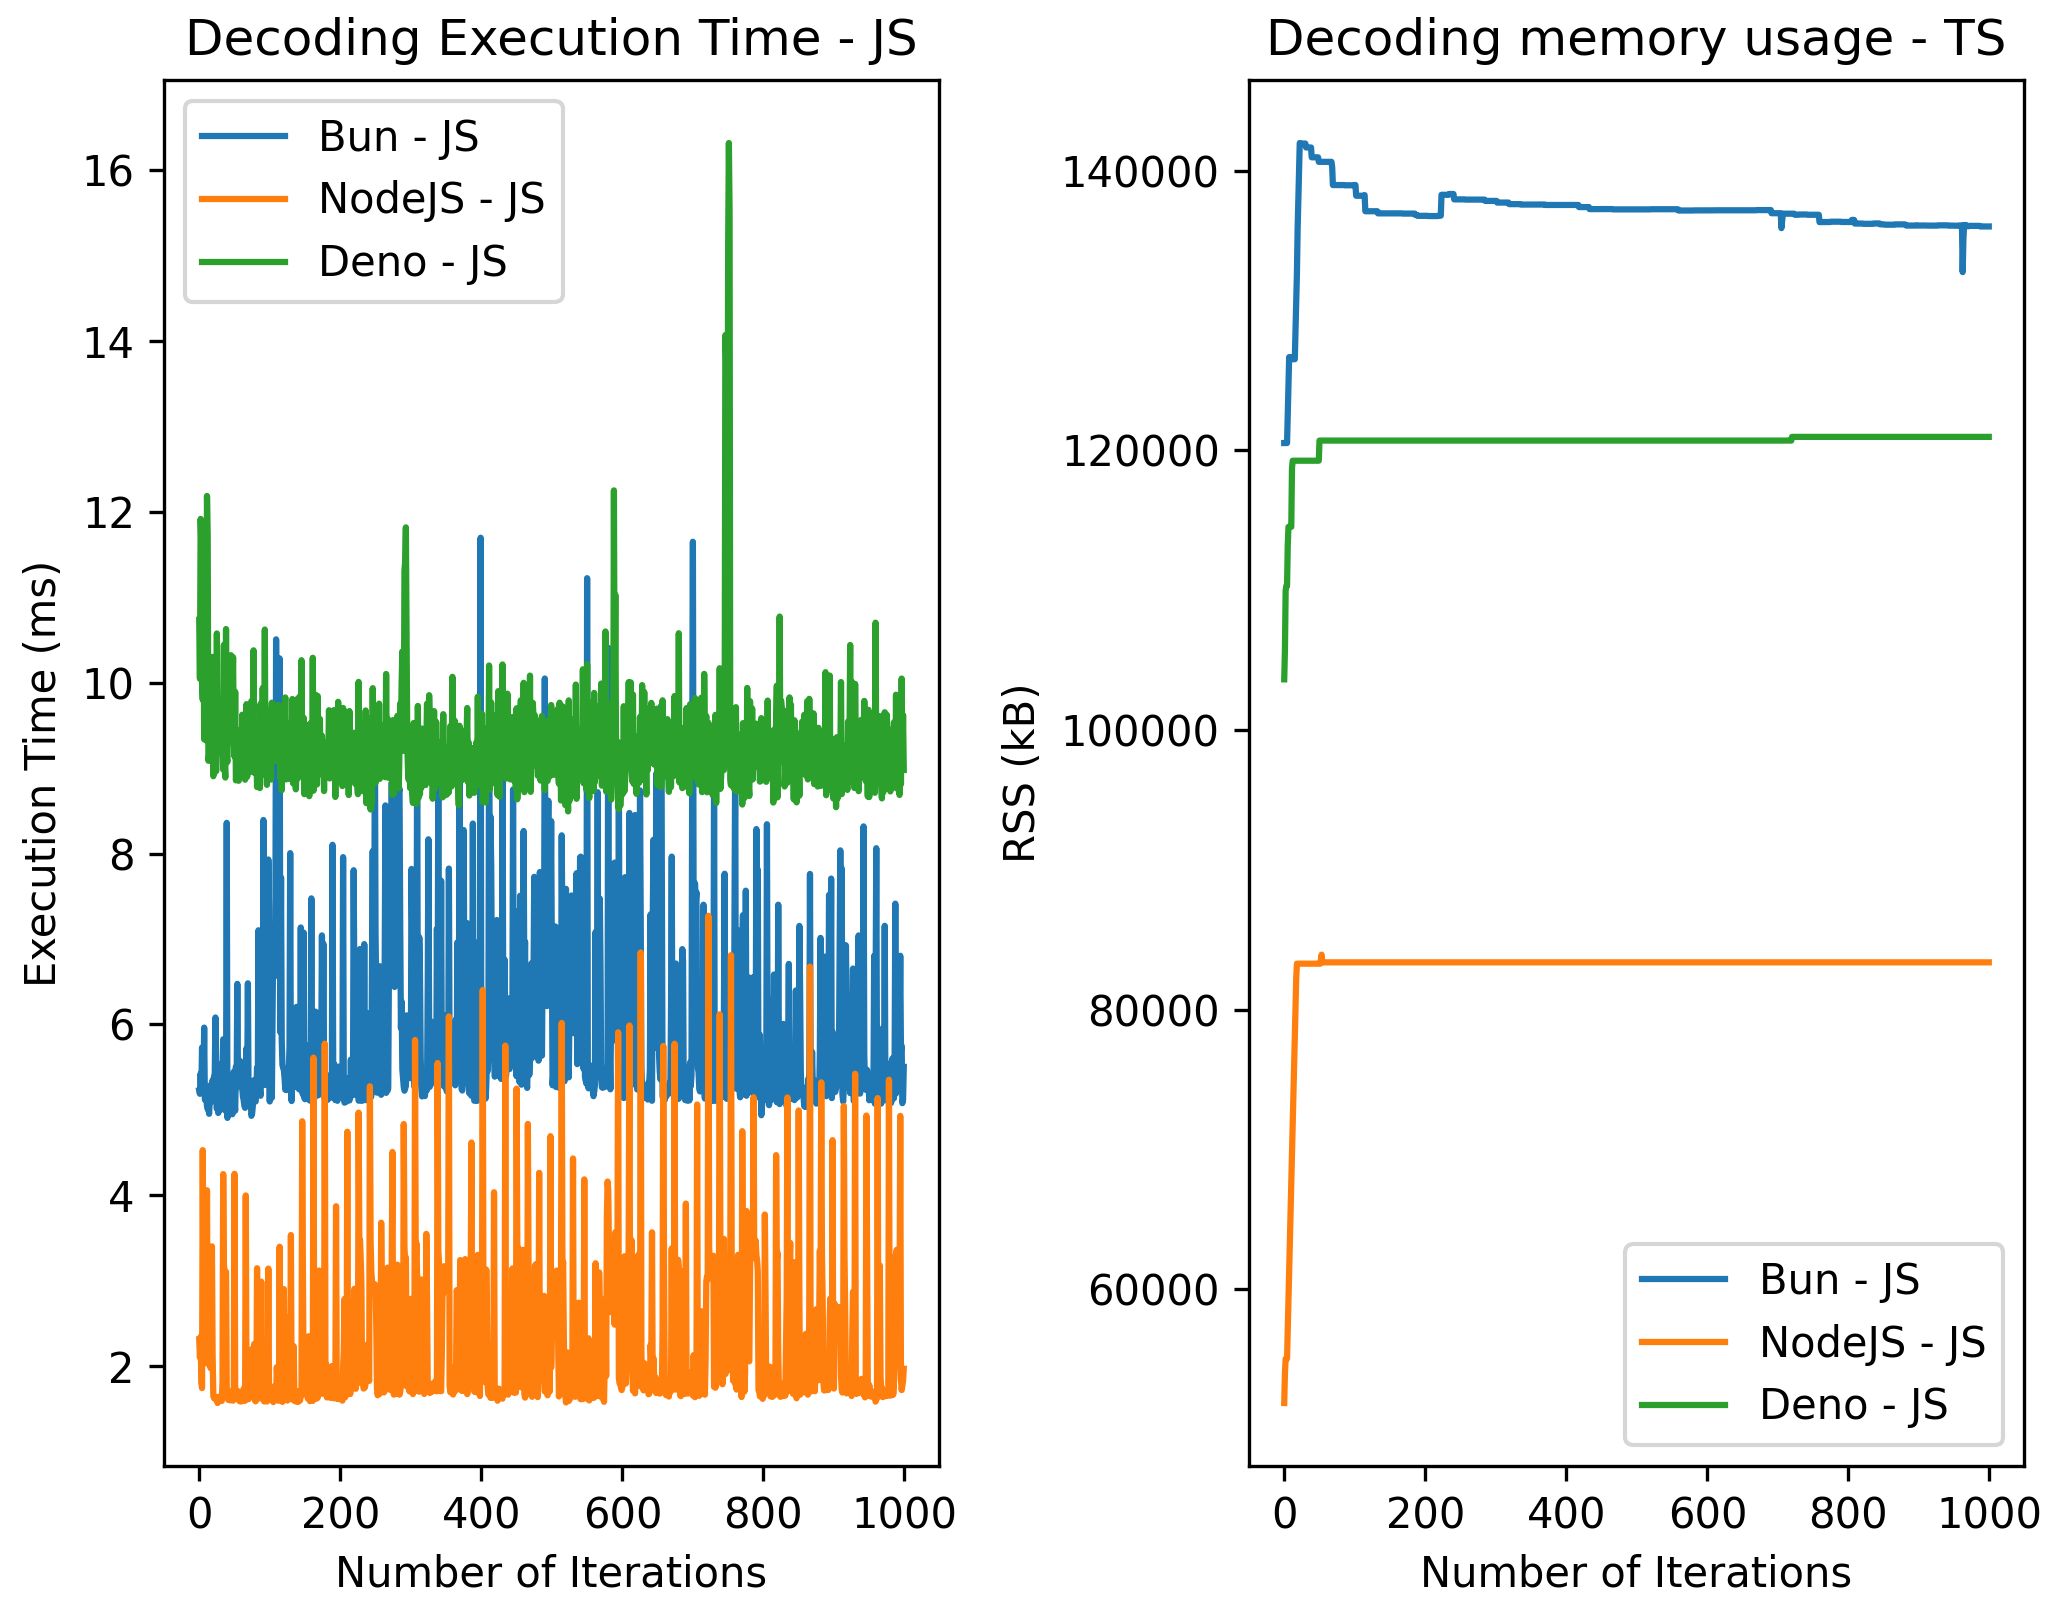 Decoding Execution Time - JS
Bun - JS
NodeJS - JS
Deno - JS
16
14
12
10
8
6
4
2
Execution Time (ms)
0 200 400 600 800 1000
Number of Iterations
Decoding memory usage - TS
140000
120000
100000
80000
60000
RSS (kB)
Bun - JS
NodeJS - JS
Deno - JS
0 200 400 600 800 1000
Number of Iterations